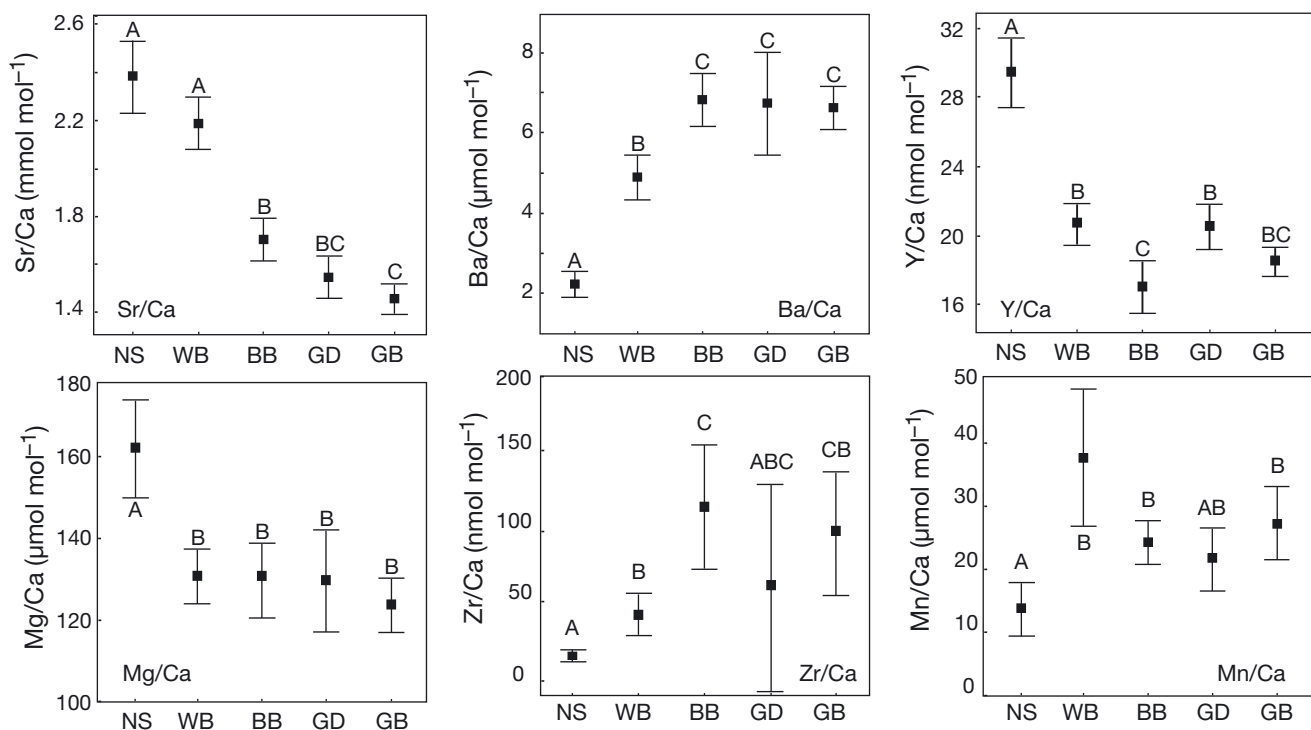 Sr/Ca (mmol mol⁻¹)
2.6
2.2
1.8
1.4
A
A
B
BC
C
Sr/Ca
NS WB BB GD GB
Ba/Ca (µmol mol⁻¹)
8
6
4
2
A
B
C
C
C
Ba/Ca
NS WB BB GD GB
Y/Ca (nmol mol⁻¹)
32
28
24
20
16
A
B
C
B
BC
Y/Ca
NS WB BB GD GB
Mg/Ca (µmol mol⁻¹)
180
160
140
120
100
A
B
B
B
B
Mg/Ca
NS WB BB GD GB
Zr/Ca (nmol mol⁻¹)
200
150
100
50
0
A
B
C
ABC
CB
Zr/Ca
NS WB BB GD GB
Mn/Ca (µmol mol⁻¹)
50
40
30
20
10
0
A
B
B
AB
B
Mn/Ca
NS WB BB GD GB